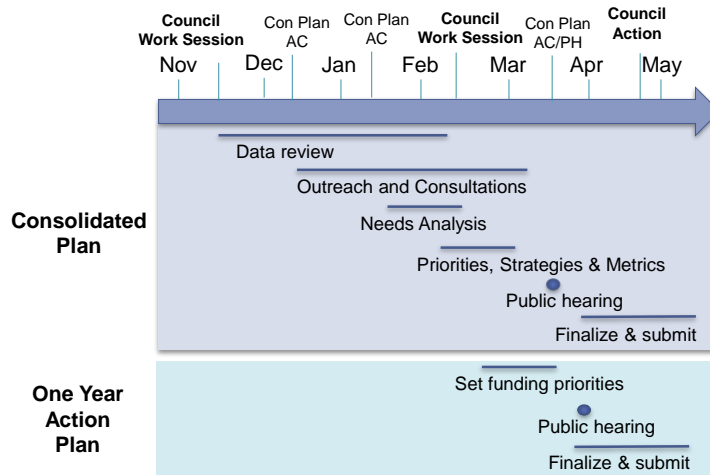 Council
Work Session
Con Plan
AC
Con Plan
AC
Council
Work Session
Con Plan
AC/PH
Council
Action
Nov
Dec
Jan
Feb
Mar
Apr
May
Data review
Outreach and Consultations
Needs Analysis
Consolidated
Plan
Priorities, Strategies & Metrics
Public hearing
Finalize & submit
One Year
Action
Plan
Set funding priorities
Public hearing
Finalize & submit